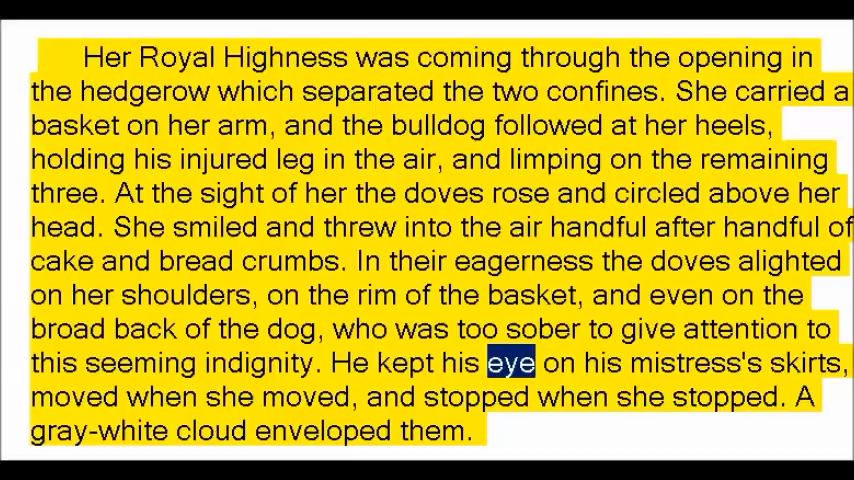 Her Royal Highness was coming through the opening in
the hedgerow which separated the two confines. She carried a
basket on her arm, and the bulldog followed at her heels,
holding his injured leg in the air, and limping on the remaining
three. At the sight of her the doves rose and circled above her
head. She smiled and threw into the air handful after handful of
cake and bread crumbs. In their eagerness the doves alighted
on her shoulders, on the rim of the basket, and even on the
broad back of the dog, who was too sober to give attention to
this seeming indignity. He kept his eye on his mistress's skirts,
moved when she moved, and stopped when she stopped. A
gray-white cloud enveloped them.